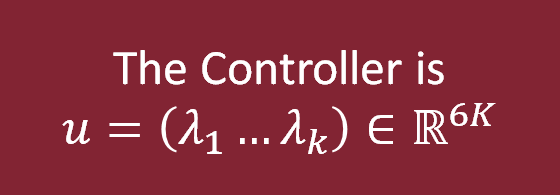 The Controller is
𝑢 = (𝜆₁ … 𝜆ₖ) ∈ ℝ⁶ᴷ